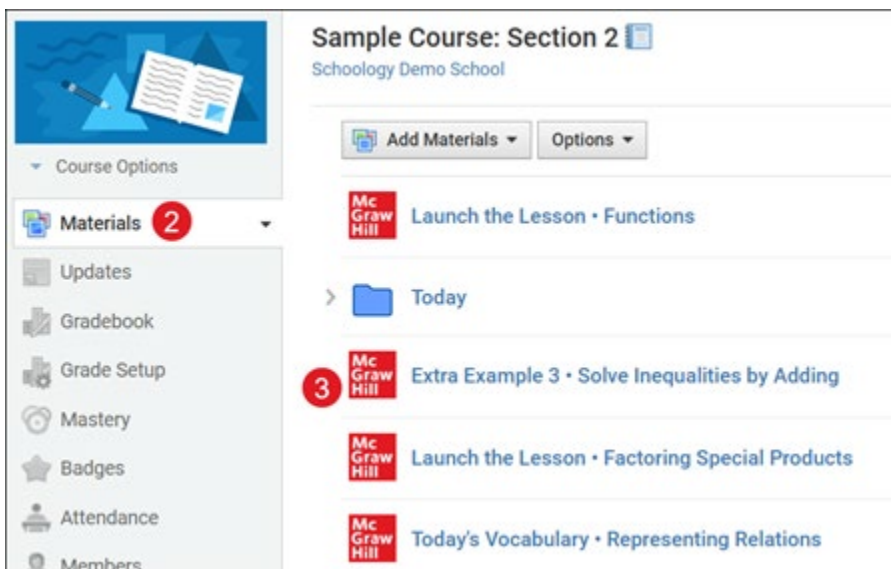 Sample Course: Section 2
Schoology Demo School
Course Options
Add Materials
Options
Materials 2
Updates
Gradebook
Grade Setup
Mastery
Badges
Attendance
Members
Mc
Graw
Hill
Launch the Lesson • Functions
Today
3
Mc
Graw
Hill
Extra Example 3 • Solve Inequalities by Adding
Mc
Graw
Hill
Launch the Lesson • Factoring Special Products
Mc
Graw
Hill
Today's Vocabulary • Representing Relations